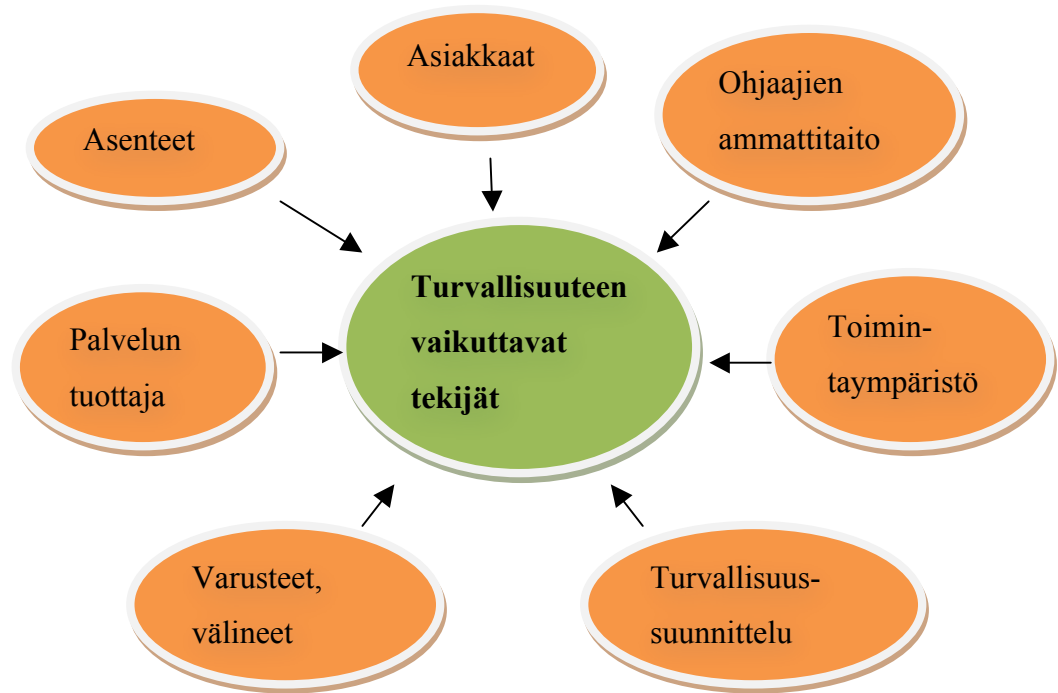 Asiakkaat
Ohjaajien
ammattitaito
Asenteet
Turvallisuuteen
vaikuttavat
tekijät
Palvelun
tuottaja
Toimin-
taympäristö
Varusteet,
välineet
Turvallisuus-
suunnittelu